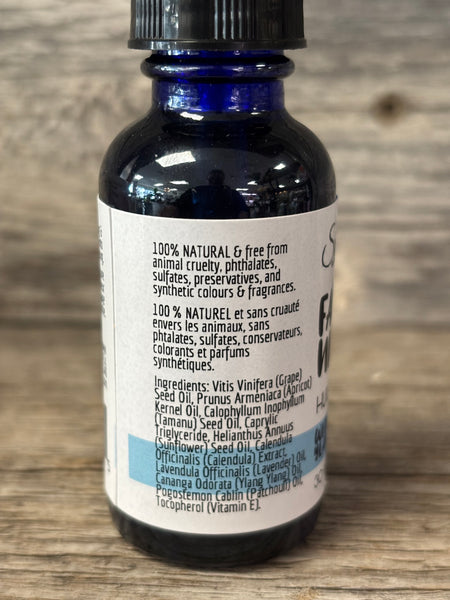 100% NATURAL & free from
animal cruelty, phthalates,
sulfates, preservatives, and
synthetic colours & fragrances.
100 % NATUREL et sans cruauté
envers les animaux, sans
phtalates, sulfates, conservateurs,
colorants et parfums
synthétiques.
Ingredients: Vitis Vinifera (Grape)
Seed Oil, Prunus Armeniaca (Apricot)
Kernel Oil, Calophyllum Inophyllum
(Tamanu) Seed Oil, Caprylic
Triglyceride, Helianthus Annuus
(Sunflower) Seed Oil, Calendula
Officinalis (Calendula) Extract,
Lavendula Officinalis (Lavender) Oil,
Cananga Odorata (Ylang Ylang) Oil,
Pogostemon Cablin (Patchouli) Oil,
Tocopherol (Vitamin E).